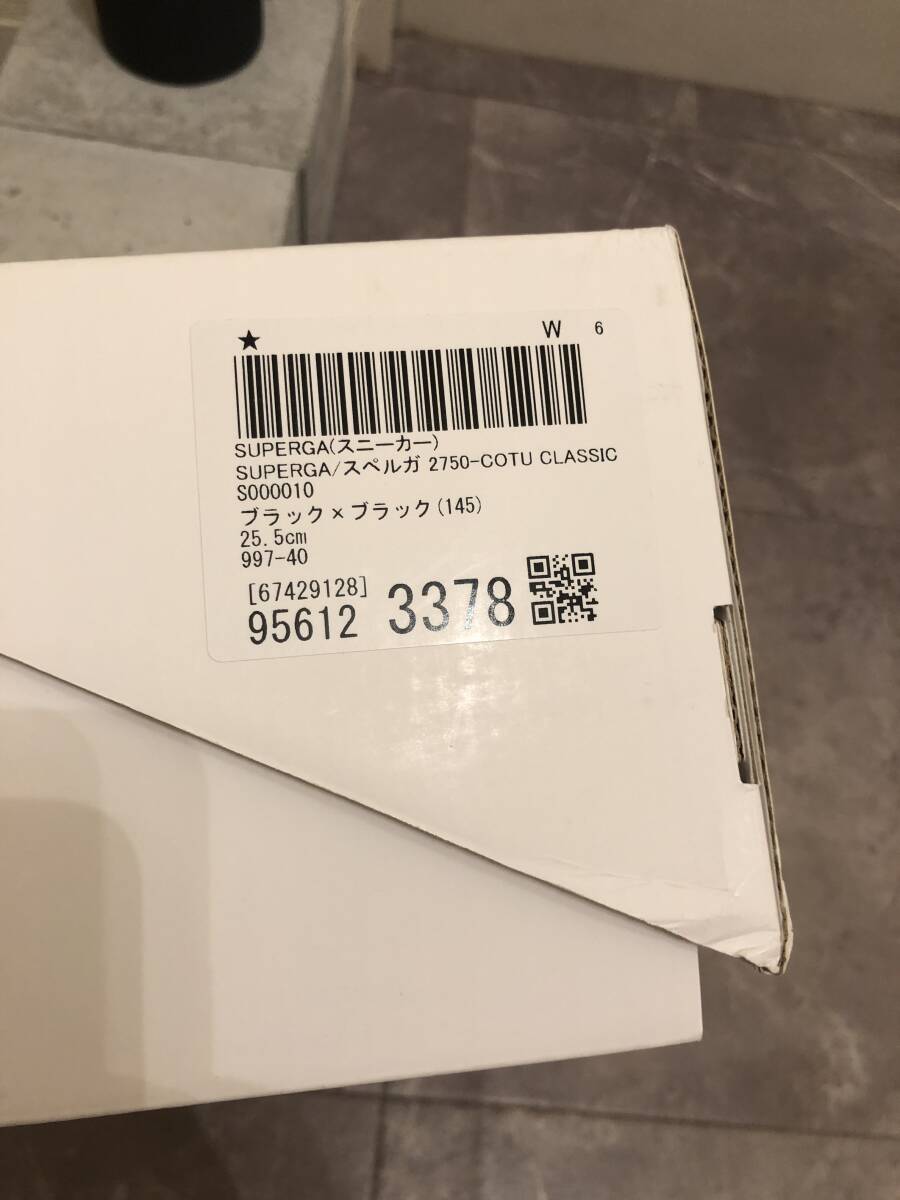 ★ W 6
SUPERGA(スニーカー)
SUPERGA/スペルガ 2750-COTU CLASSIC
S000010
ブラック×ブラック(145)
25.5cm
997-40
[67429128]
95612 3378